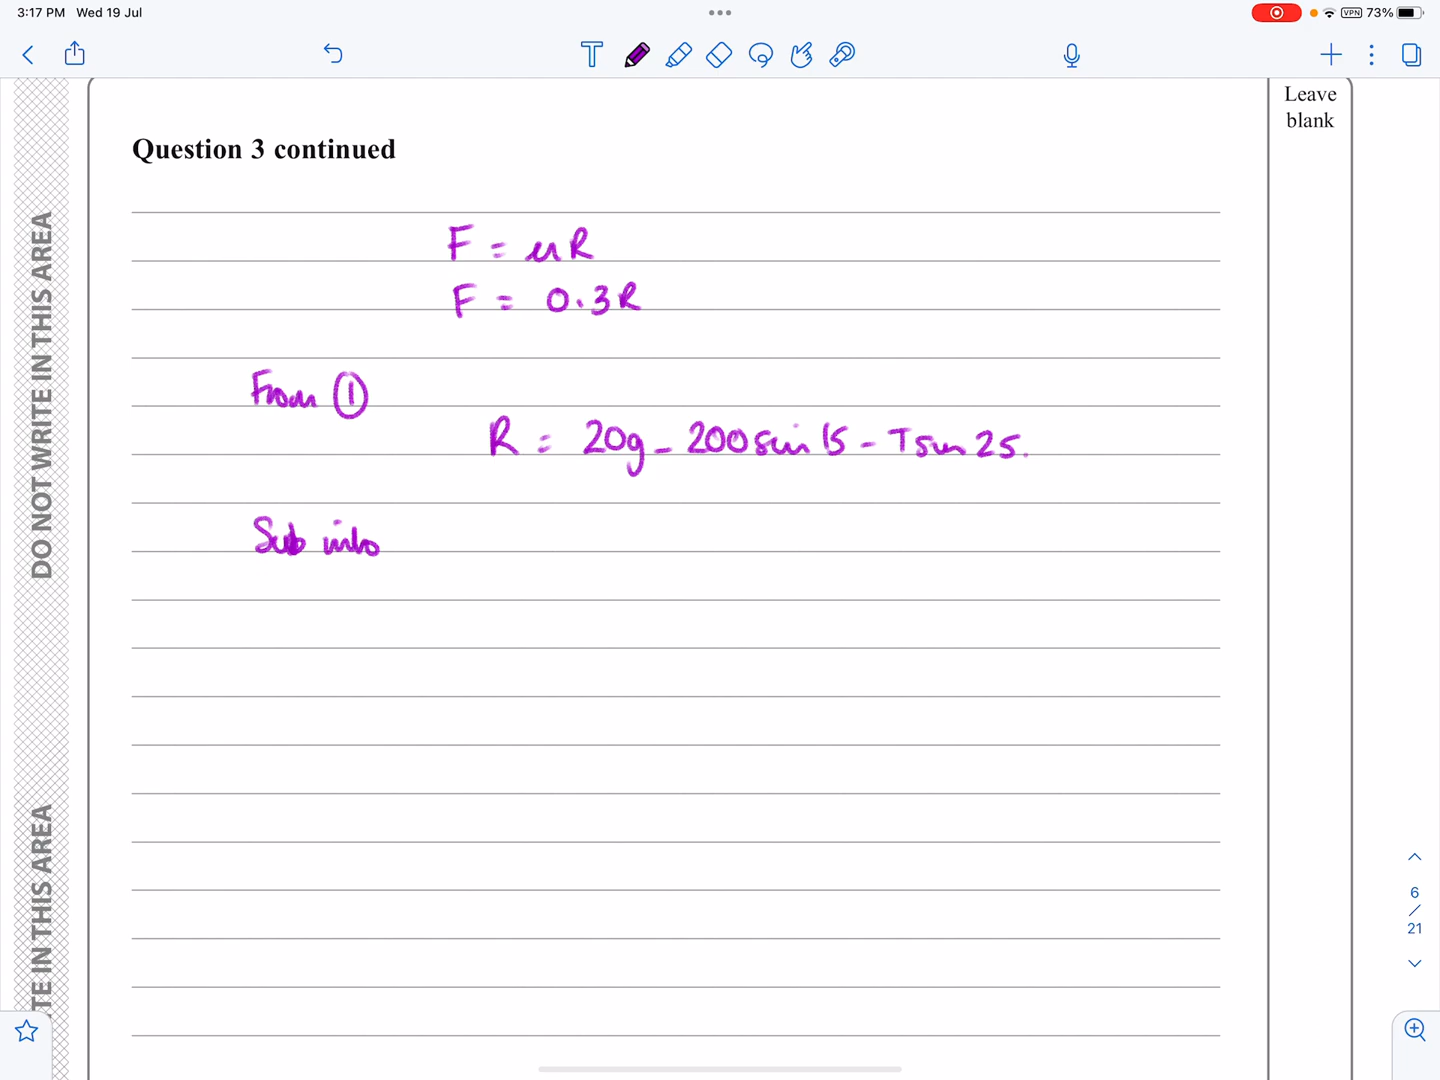 3:17 PM Wed 19 Jul
VPN 73%
Leave
blank
Question 3 continued
F = μR
F = 0.3R
From ①
R = 20g - 200 sin 15 - T sin 25.
Sub into
DO NOT WRITE IN THIS AREA
TE IN THIS AREA
6
/
21